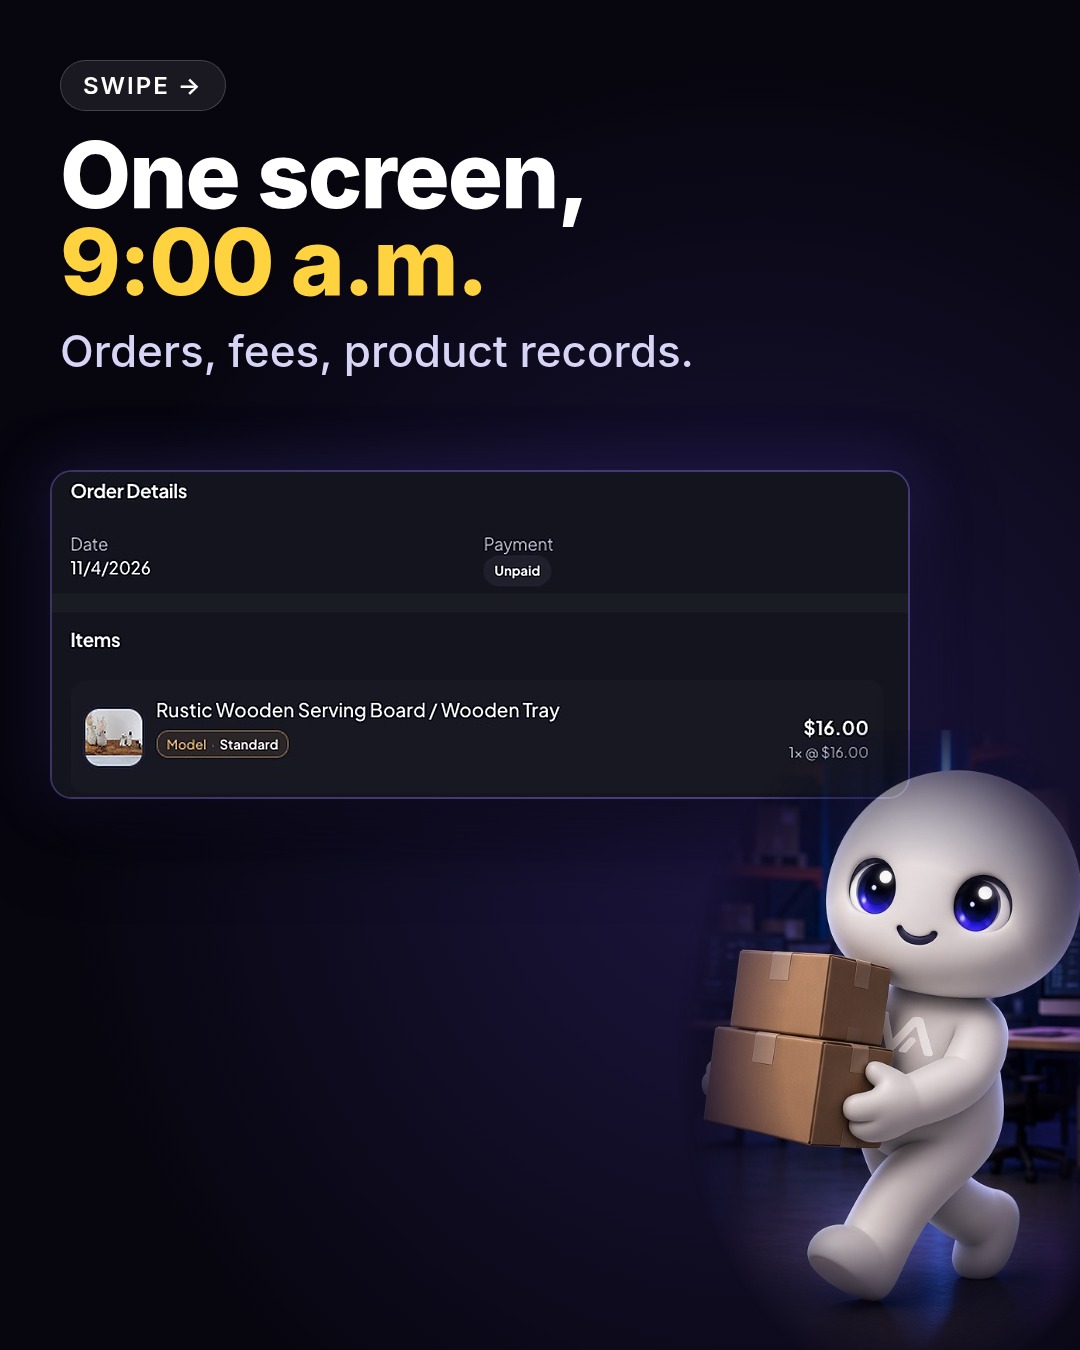 SWIPE →
One screen,
9:00 a.m.
Orders, fees, product records.
Order Details
Date
Payment
11/4/2026
Unpaid
Items
Rustic Wooden Serving Board / Wooden Tray
Model · Standard
$16.00
1x @ $16.00